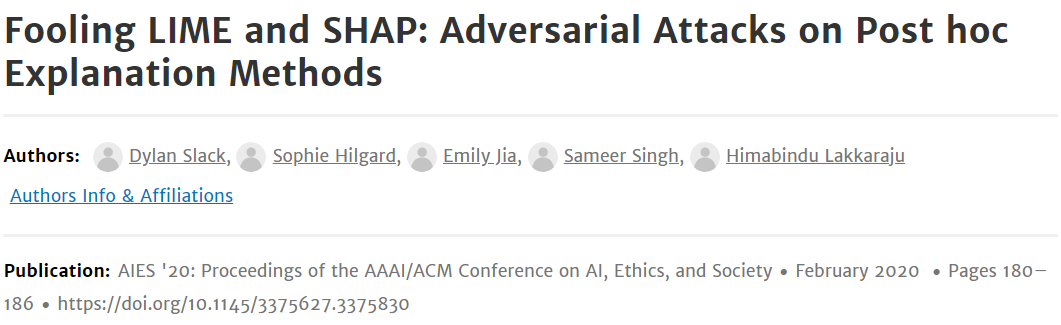 Fooling LIME and SHAP: Adversarial Attacks on Post hoc
Explanation Methods
Authors: Dylan Slack, Sophie Hilgard, Emily Jia, Sameer Singh, Himabindu Lakkaraju
Authors Info & Affiliations
Publication: AIES '20: Proceedings of the AAAI/ACM Conference on AI, Ethics, and Society • February 2020 • Pages 180–
186 • https://doi.org/10.1145/3375627.3375830